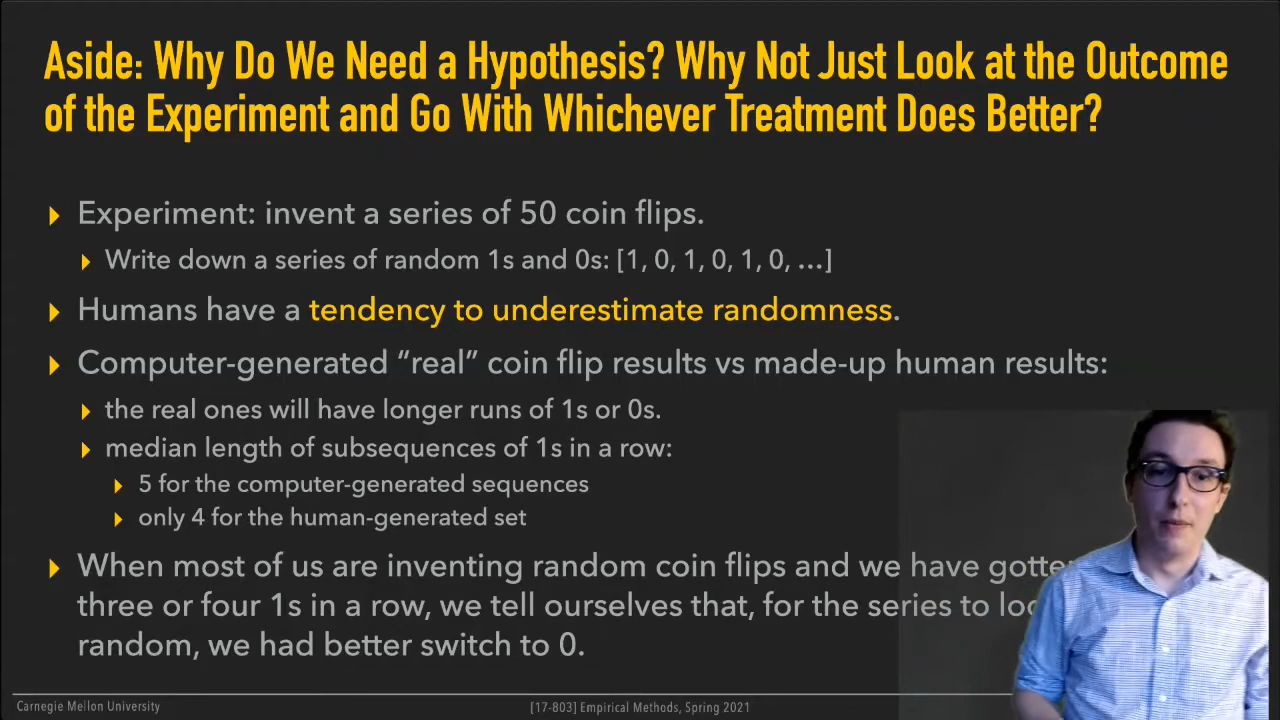 Aside: Why Do We Need a Hypothesis? Why Not Just Look at the Outcome
of the Experiment and Go With Whichever Treatment Does Better?
Experiment: invent a series of 50 coin flips.
Write down a series of random 1s and 0s: [1, 0, 1, 0, 1, 0, …]
Humans have a tendency to underestimate randomness.
Computer-generated “real” coin flip results vs made-up human results:
the real ones will have longer runs of 1s or 0s.
median length of subsequences of 1s in a row:
5 for the computer-generated sequences
only 4 for the human-generated set
When most of us are inventing random coin flips and we have
three or four 1s in a row, we tell ourselves that, for the series to
random, we had better switch to 0.
Carnegie Mellon University
Empirical Methods, Spring 2021